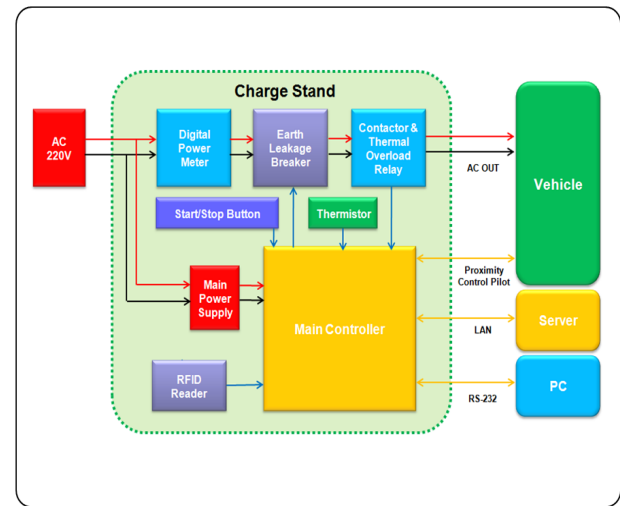 Charge Stand
AC
220V
Digital
Power
Meter
Earth
Leakage
Breaker
Contactor &
Thermal
Overload
Relay
AC OUT
Vehicle
Start/Stop Button
Thermistor
Main
Power
Supply
Main Controller
Proximity
Control Pilot
Server
LAN
RFID
Reader
PC
RS-232